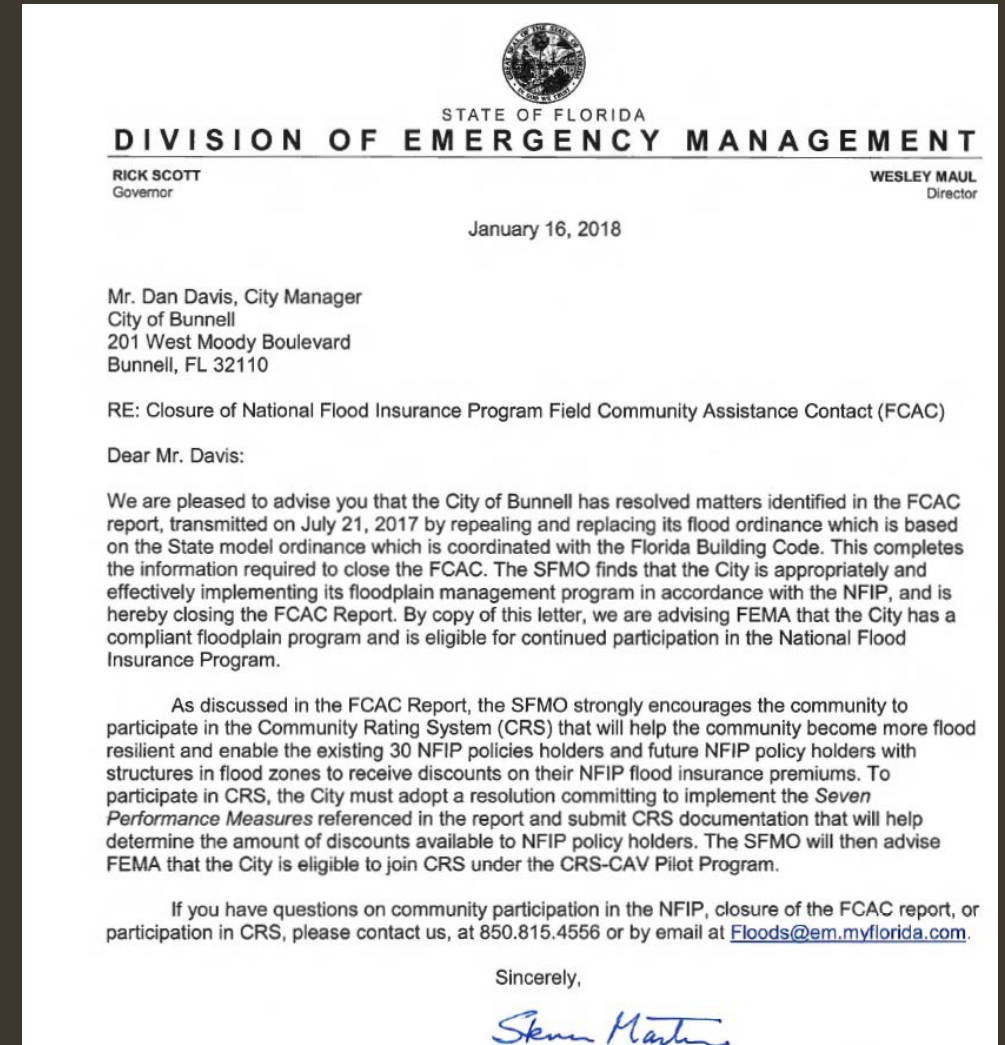 STATE OF FLORIDA
DIVISION OF EMERGENCY MANAGEMENT
RICK SCOTT
Governor
WESLEY MAUL
Director
January 16, 2018
Mr. Dan Davis, City Manager
City of Bunnell
201 West Moody Boulevard
Bunnell, FL 32110
RE: Closure of National Flood Insurance Program Field Community Assistance Contact (FCAC)
Dear Mr. Davis:
We are pleased to advise you that the City of Bunnell has resolved matters identified in the FCAC
report, transmitted on July 21, 2017 by repealing and replacing its flood ordinance which is based
on the State model ordinance which is coordinated with the Florida Building Code. This completes
the information required to close the FCAC. The SFMO finds that the City is appropriately and
effectively implementing its floodplain management program in accordance with the NFIP, and is
hereby closing the FCAC Report. By copy of this letter, we are advising FEMA that the City has a
compliant floodplain program and is eligible for continued participation in the National Flood
Insurance Program.
As discussed in the FCAC Report, the SFMO strongly encourages the community to
participate in the Community Rating System (CRS) that will help the community become more flood
resilient and enable the existing 30 NFIP policies holders and future NFIP policy holders with
structures in flood zones to receive discounts on their NFIP flood insurance premiums. To
participate in CRS, the City must adopt a resolution committing to implement the Seven
Performance Measures referenced in the report and submit CRS documentation that will help
determine the amount of discounts available to NFIP policy holders. The SFMO will then advise
FEMA that the City is eligible to join CRS under the CRS-CAV Pilot Program.
If you have questions on community participation in the NFIP, closure of the FCAC report, or
participation in CRS, please contact us, at 850.815.4556 or by email at Floods@em.myflorida.com.
Sincerely,